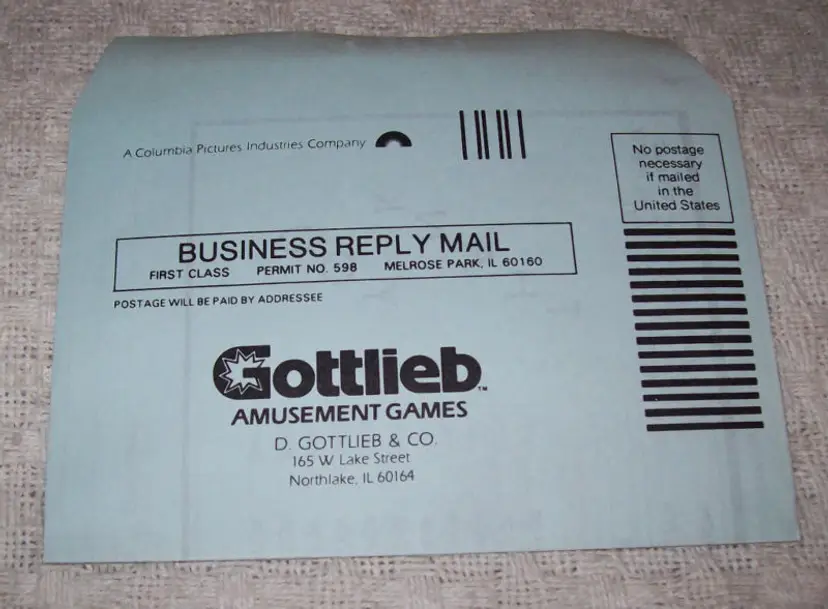 A Columbia Pictures Industries Company
No postage
necessary
if mailed
in the
United States
BUSINESS REPLY MAIL
FIRST CLASS PERMIT NO. 598 MELROSE PARK, IL 60160
POSTAGE WILL BE PAID BY ADDRESSEE
Gottlieb™
AMUSEMENT GAMES
D. GOTTLIEB & CO.
165 W Lake Street
Northlake, IL 60164